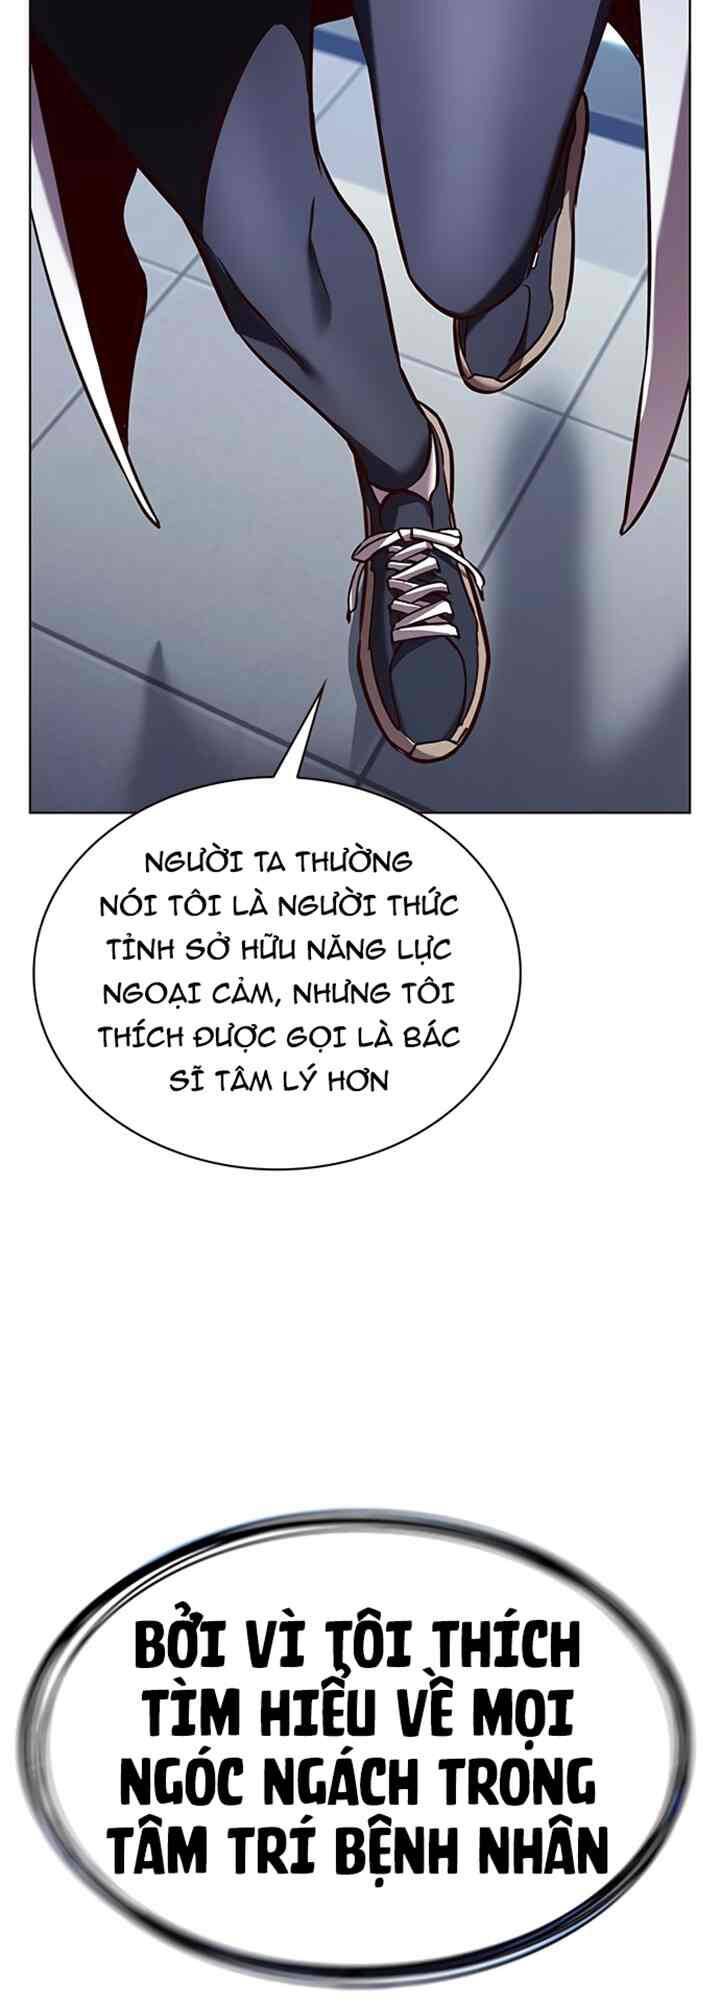 NGƯỜI TA THƯỜNG
NÓI TÔI LÀ NGƯỜI THỨC
TỈNH SỞ HỮU NĂNG LỰC
NGOẠI CẢM, NHƯNG TÔI
THÍCH ĐƯỢC GỌI LÀ BÁC
SĨ TÂM LÝ HƠN
BỞI VÌ TÔI THÍCH
TÌM HIỂU VỀ MỌI
NGÓC NGÁCH TRONG
TÂM TRÍ BỆNH NHÂN